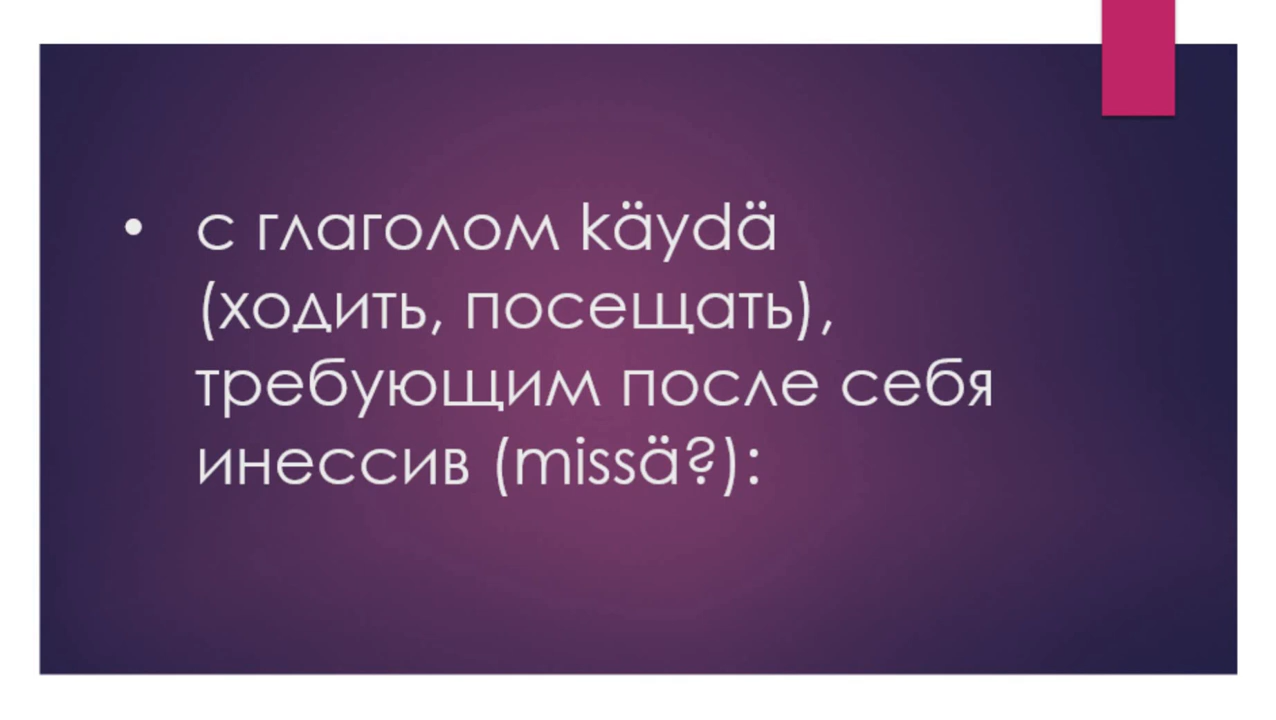 • с глаголом käydä
(ходить, посещать),
требующим после себя
инессив (missä?):